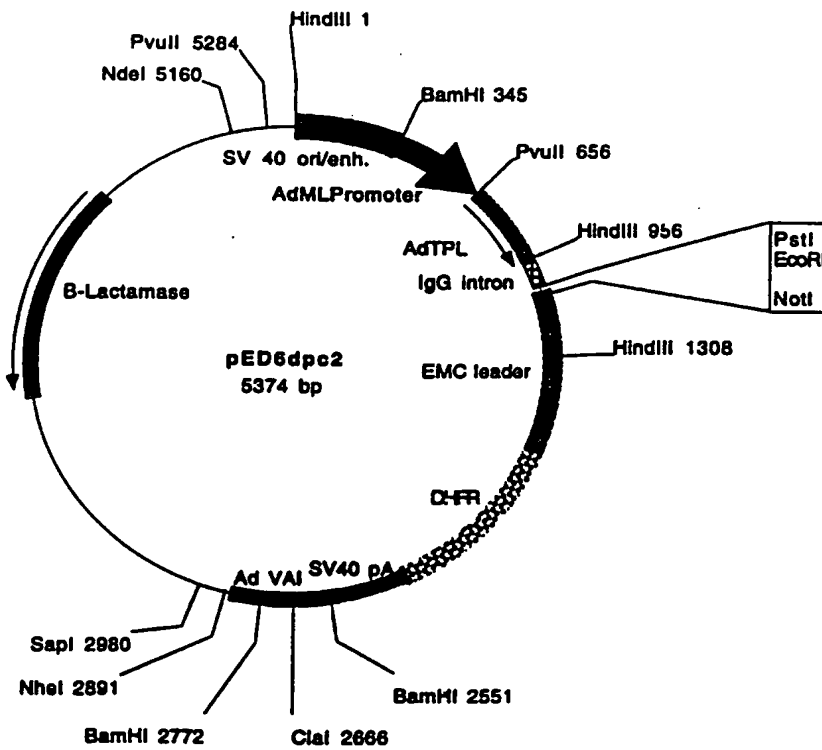 HindIII 1
PvuII 5284
NdeI 5160
BamHI 345
SV 40 ori/enh.
PvuII 656
AdMLPromoter
HindIII 956
AdTPL
PstI
EcoRI
IgG intron
NotI
B-Lactamase
pED6dpc2
5374 bp
HindIII 1308
EMC leader
DHFR
SV40 pA
Ad VAI
SapI 2980
NheI 2891
BamHI 2551
BamHI 2772
ClaI 2666